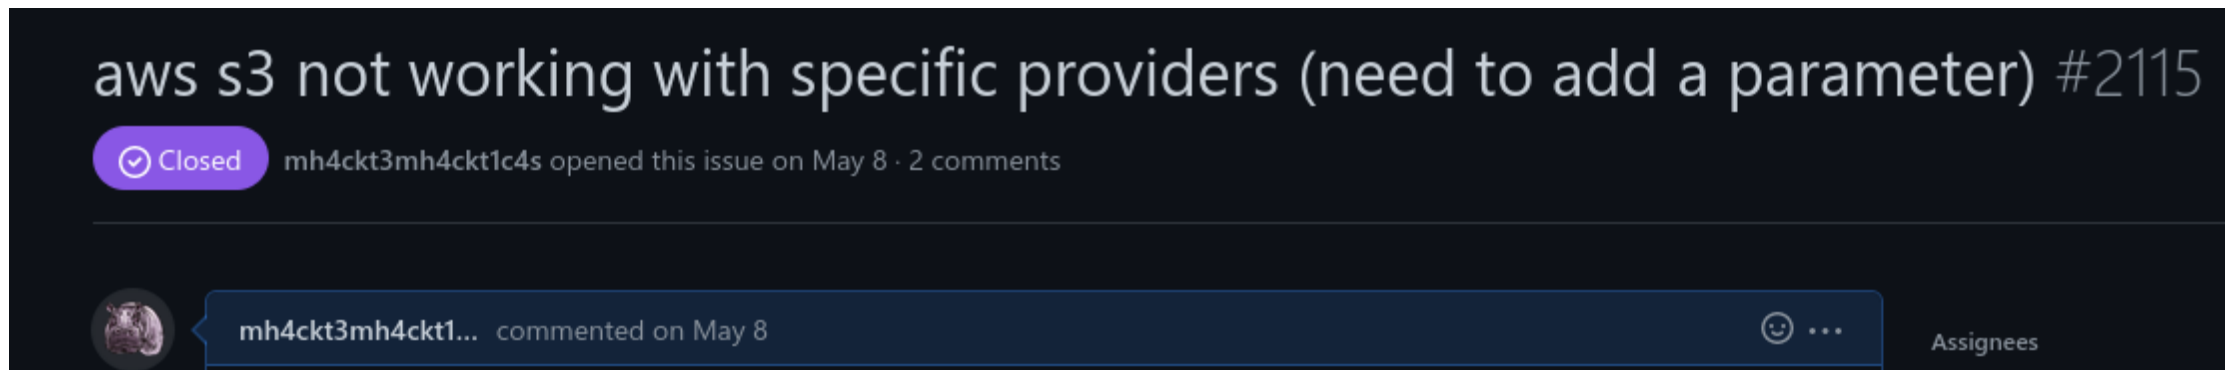 aws s3 not working with specific providers (need to add a parameter) #2115
Closed mh4ckt3mh4ckt1c4s opened this issue on May 8 · 2 comments
mh4ckt3mh4ckt1... commented on May 8
Assignees